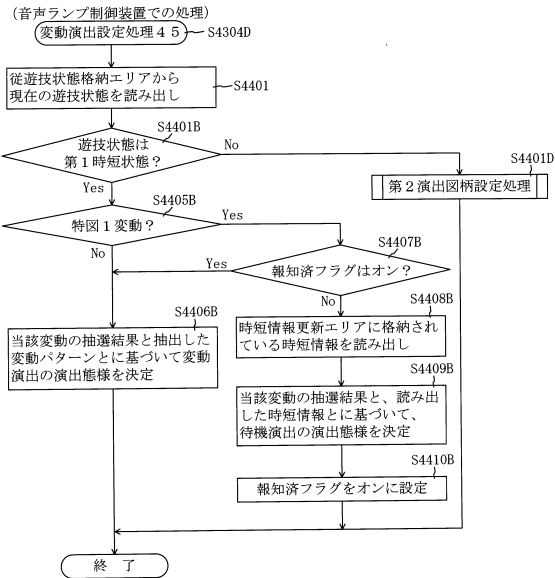 （音声ランプ制御装置での処理）
変動演出設定処理４５
S4304D
従遊技状態格納エリアから
現在の遊技状態を読み出し
S4401
S4401B
遊技状態は
第１時短状態？
No
Yes
S4401D
第２演出図柄設定処理
S4405B
特図１変動？
Yes
No
S4407B
報知済フラグはオン？
Yes
No
S4406B
当該変動の抽選結果と抽出した
変動パターンとに基づいて変動
演出の演出態様を決定
S4408B
時短情報更新エリアに格納され
ている時短情報を読み出し
S4409B
当該変動の抽選結果と、読み出
した時短情報とに基づいて、
待機演出の演出態様を決定
S4410B
報知済フラグをオンに設定
終 了